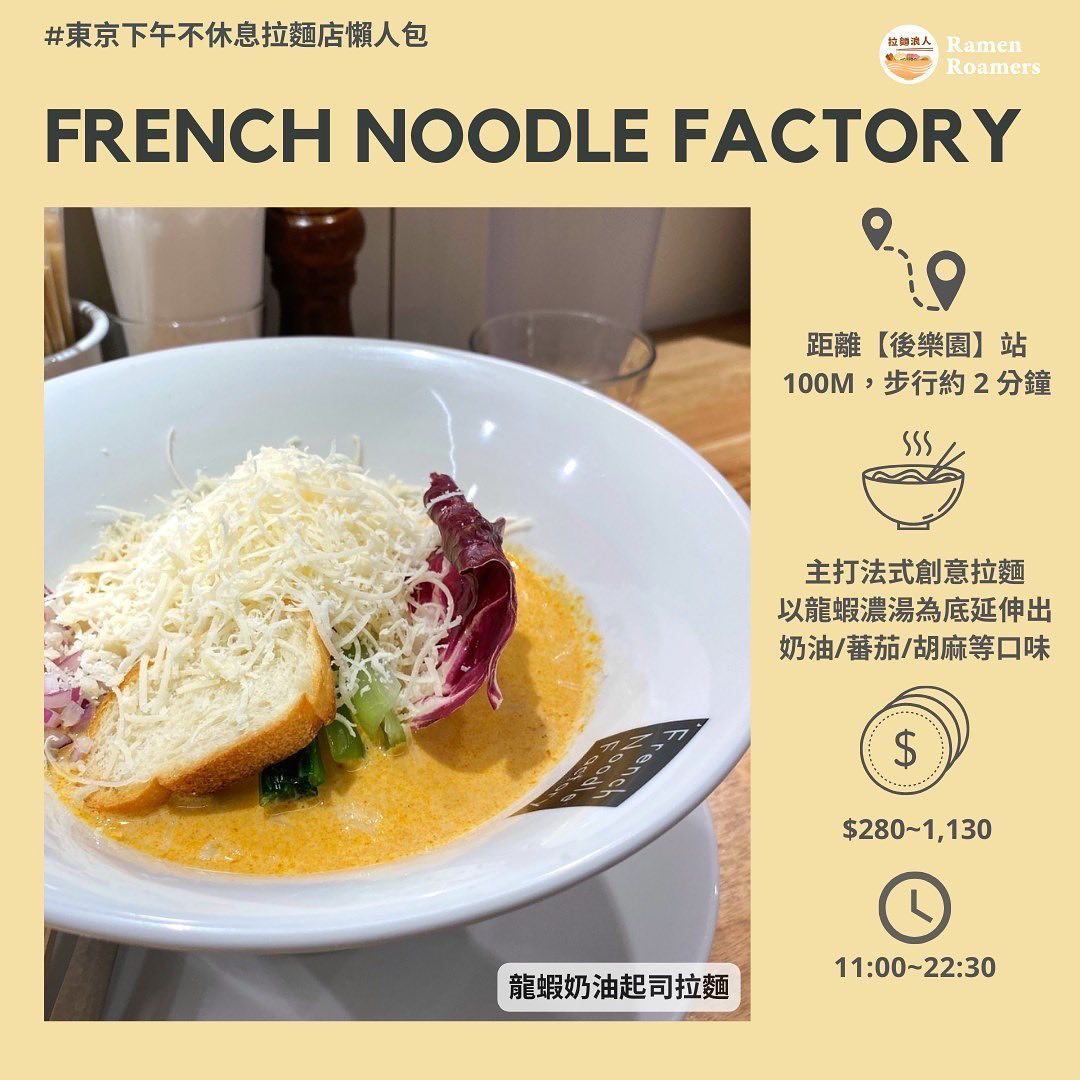 #東京下午不休息拉麵店懶人包
拉麵浪人
Ramen
Roamers
FRENCH NOODLE FACTORY
距離【後樂園】站
100M，步行約 2 分鐘
主打法式創意拉麵
以龍蝦濃湯為底延伸出
奶油/蕃茄/胡麻等口味
$
$280~1,130
11:00~22:30
French
Noodle
Factory
龍蝦奶油起司拉麵